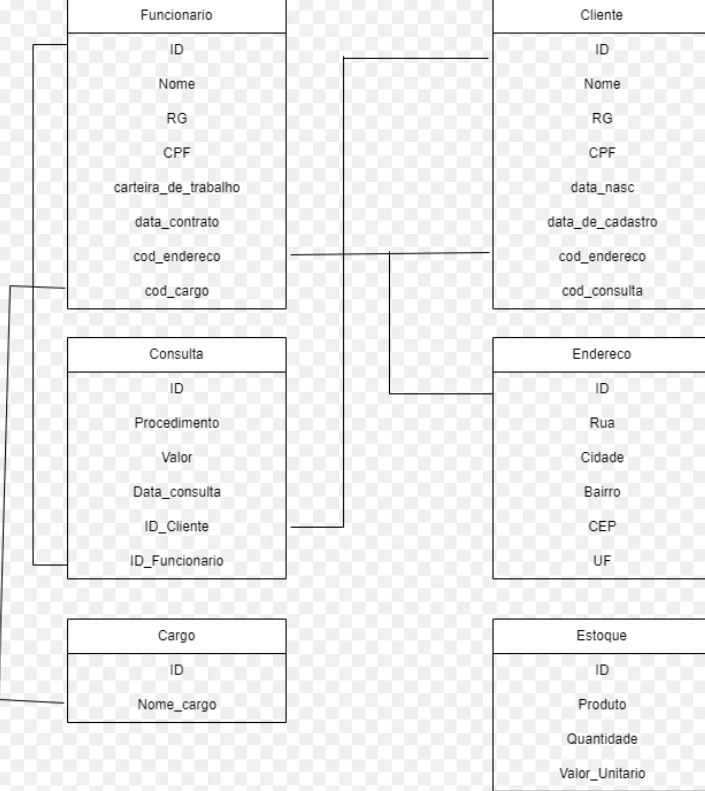 Funcionario
ID
Nome
RG
CPF
carteira_de_trabalho
data_contrato
cod_endereco
cod_cargo
Cliente
ID
Nome
RG
CPF
data_nasc
data_de_cadastro
cod_endereco
cod_consulta
Consulta
ID
Procedimento
Valor
Data_consulta
ID_Cliente
ID_Funcionario
Endereco
ID
Rua
Cidade
Bairro
CEP
UF
Cargo
ID
Nome_cargo
Estoque
ID
Produto
Quantidade
Valor_Unitario